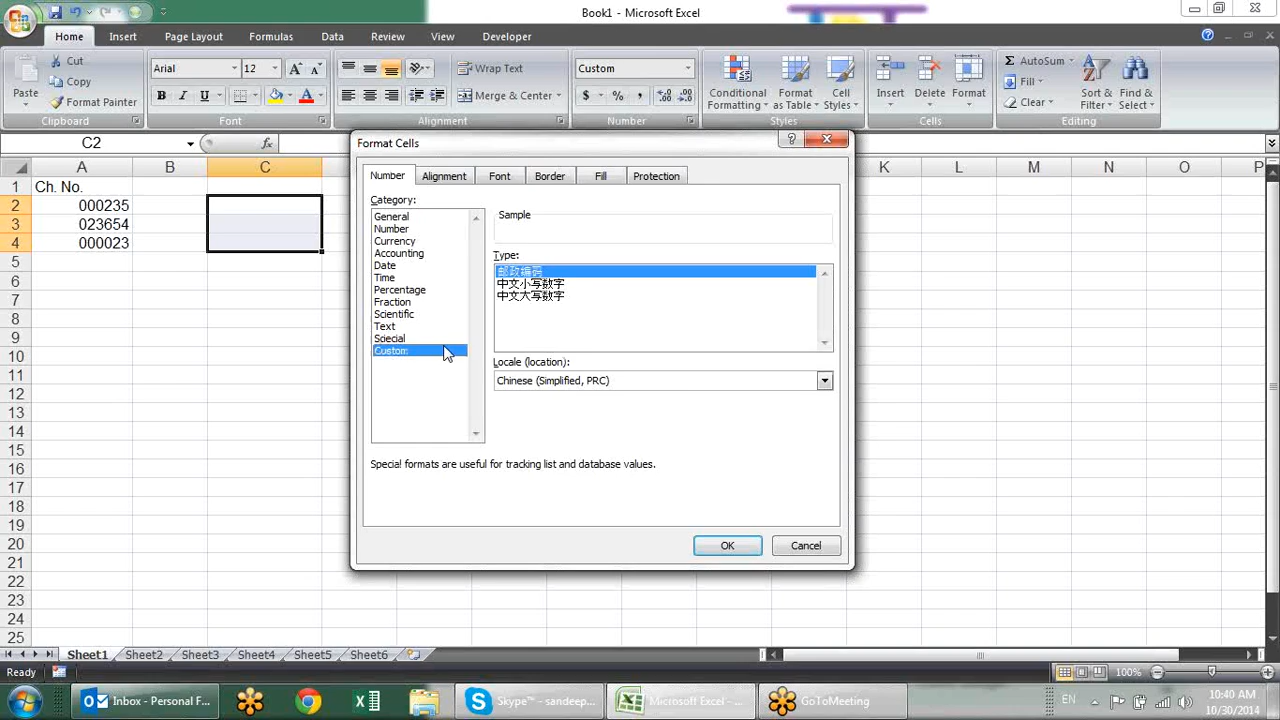 Book1 - Microsoft Excel
Home Insert Page Layout Formulas Data Review View Developer
Cut
Copy
Format Painter
Paste
Clipboard
Arial 12
B I U
Font
Wrap Text
Merge & Center
Alignment
Custom
$ % ,
Number
Conditional Formatting
Format as Table
Cell Styles
Styles
Insert Delete Format
Cells
AutoSum
Fill
Clear
Sort & Filter
Find & Select
Editing
C2
fx
A B C K L M N O P
1 Ch. No.
2 000235
3 023654
4 000023
5
6
7
8
9
10
11
12
13
14
15
16
17
18
19
20
21
22
23
24
25
Format Cells
Number Alignment Font Border Fill Protection
Category:
General
Number
Currency
Accounting
Date
Time
Percentage
Fraction
Scientific
Text
Special
Custom
Sample
Type:
邮政编码
中文小写数字
中文大写数字
Locale (location):
Chinese (Simplified, PRC)
Special formats are useful for tracking list and database values.
OK Cancel
Sheet1 Sheet2 Sheet3 Sheet4 Sheet5 Sheet6
Ready
100%
Inbox - Personal F...
Skype™ - sandeep...
Microsoft Excel - ...
GoToMeeting
EN
10:40 AM
10/30/2014